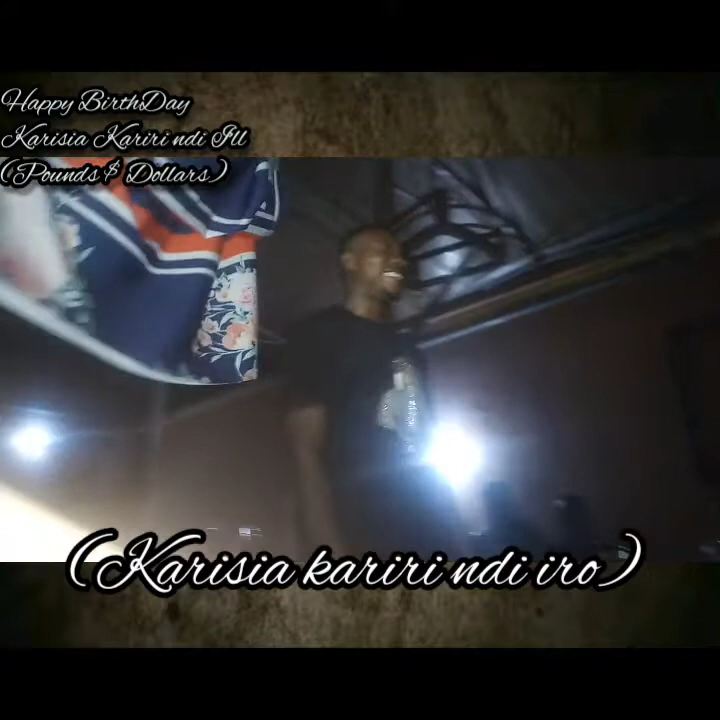 Happy BirthDay
Karisia Kariri ndi Ill
(Pounds & Dollars)
(Karisia kariri ndi iro)